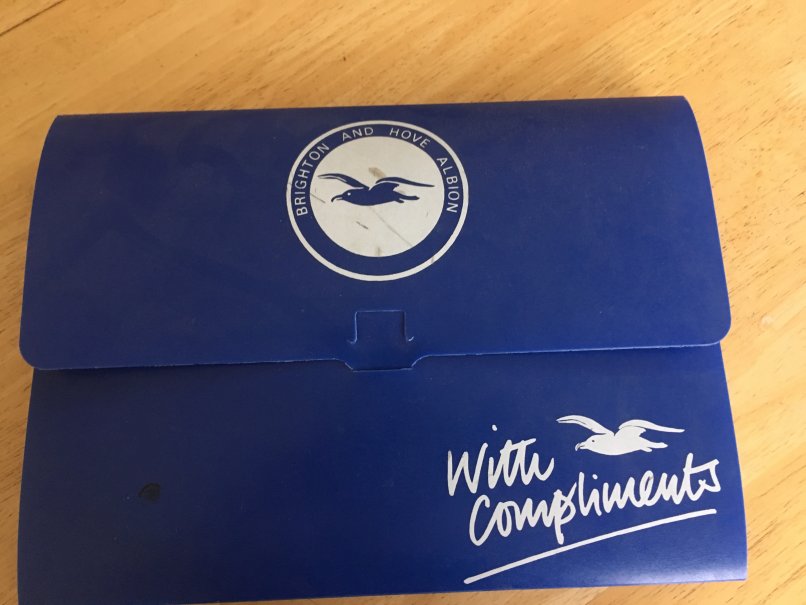 BRIGHTON AND HOVE ALBION
With
Compliments